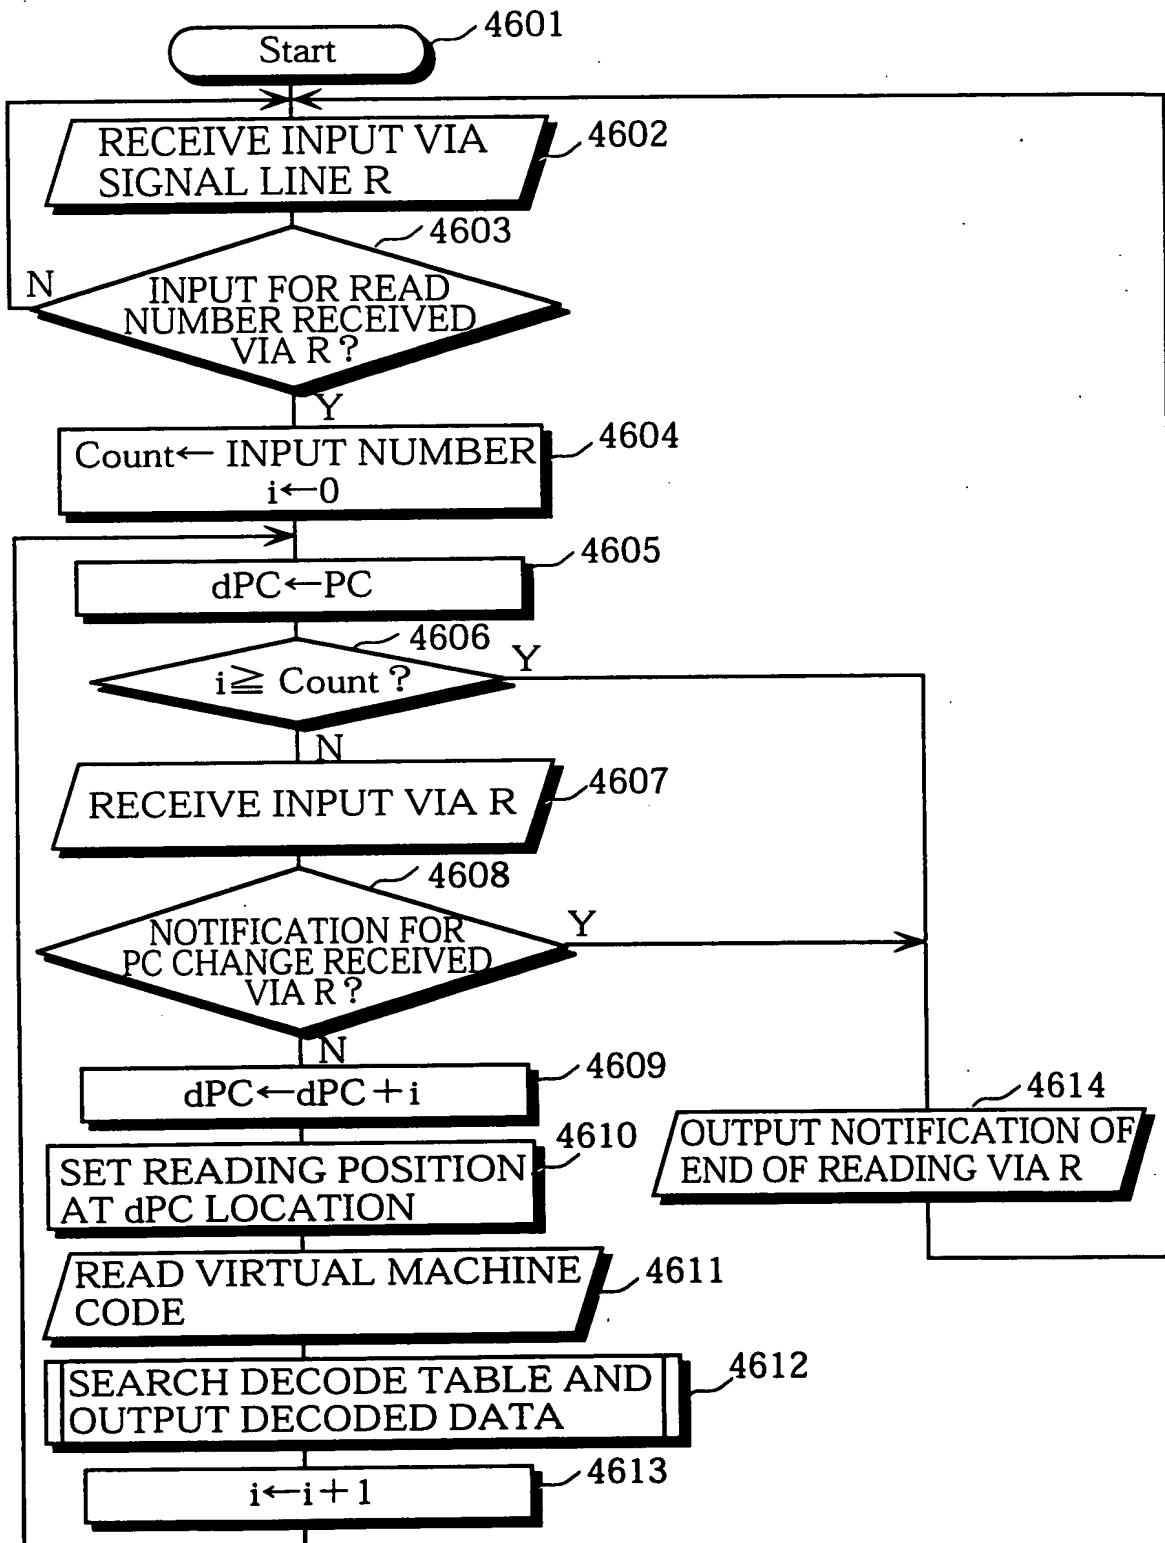 Start
4601
RECEIVE INPUT VIA
SIGNAL LINE R
4602
4603
N
INPUT FOR READ
NUMBER RECEIVED
VIA R?
Y
Count← INPUT NUMBER
i←0
4604
4605
dPC←PC
4606
i≧ Count?
Y
N
RECEIVE INPUT VIA R
4607
4608
NOTIFICATION FOR
PC CHANGE RECEIVED
VIA R?
Y
N
dPC←dPC+i
4609
4610
SET READING POSITION
AT dPC LOCATION
4614
OUTPUT NOTIFICATION OF
END OF READING VIA R
READ VIRTUAL MACHINE
CODE
4611
SEARCH DECODE TABLE AND
OUTPUT DECODED DATA
4612
i←i+1
4613